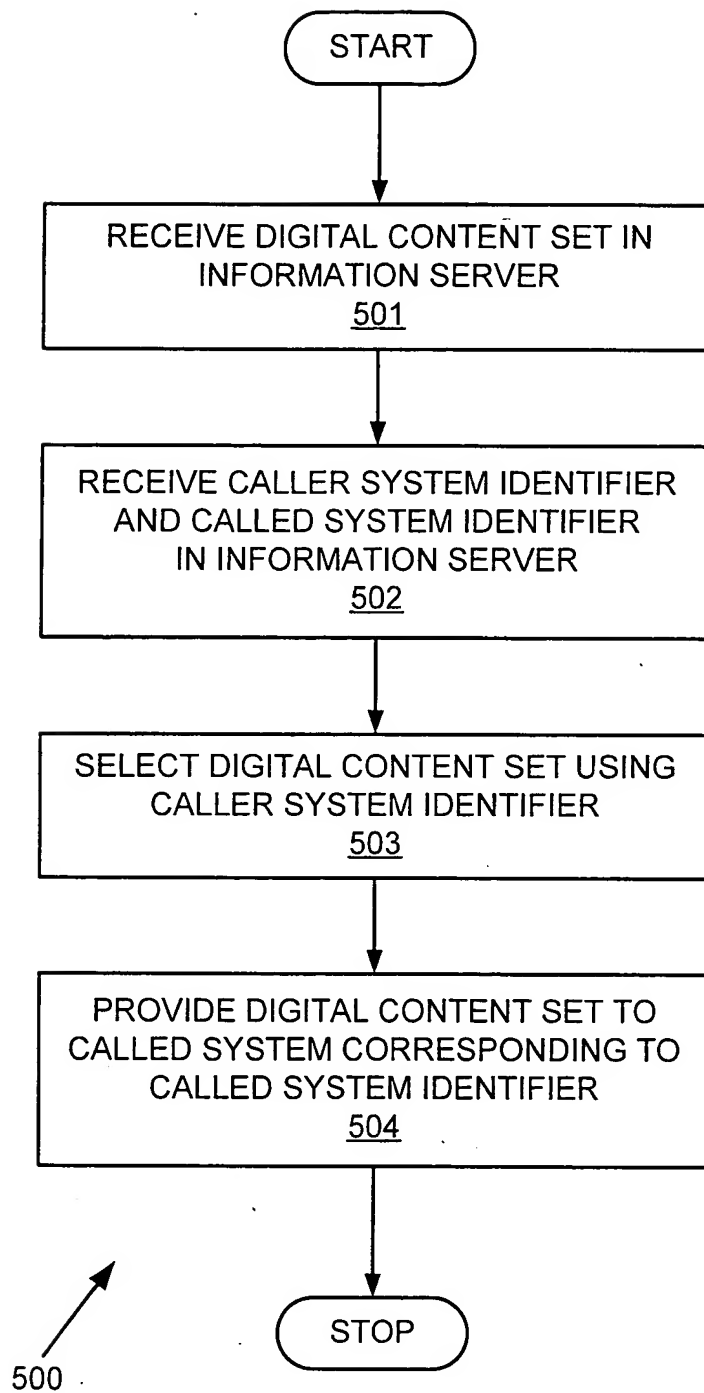 START
RECEIVE DIGITAL CONTENT SET IN
INFORMATION SERVER
501
RECEIVE CALLER SYSTEM IDENTIFIER
AND CALLED SYSTEM IDENTIFIER
IN INFORMATION SERVER
502
SELECT DIGITAL CONTENT SET USING
CALLER SYSTEM IDENTIFIER
503
PROVIDE DIGITAL CONTENT SET TO
CALLED SYSTEM CORRESPONDING TO
CALLED SYSTEM IDENTIFIER
504
STOP
500